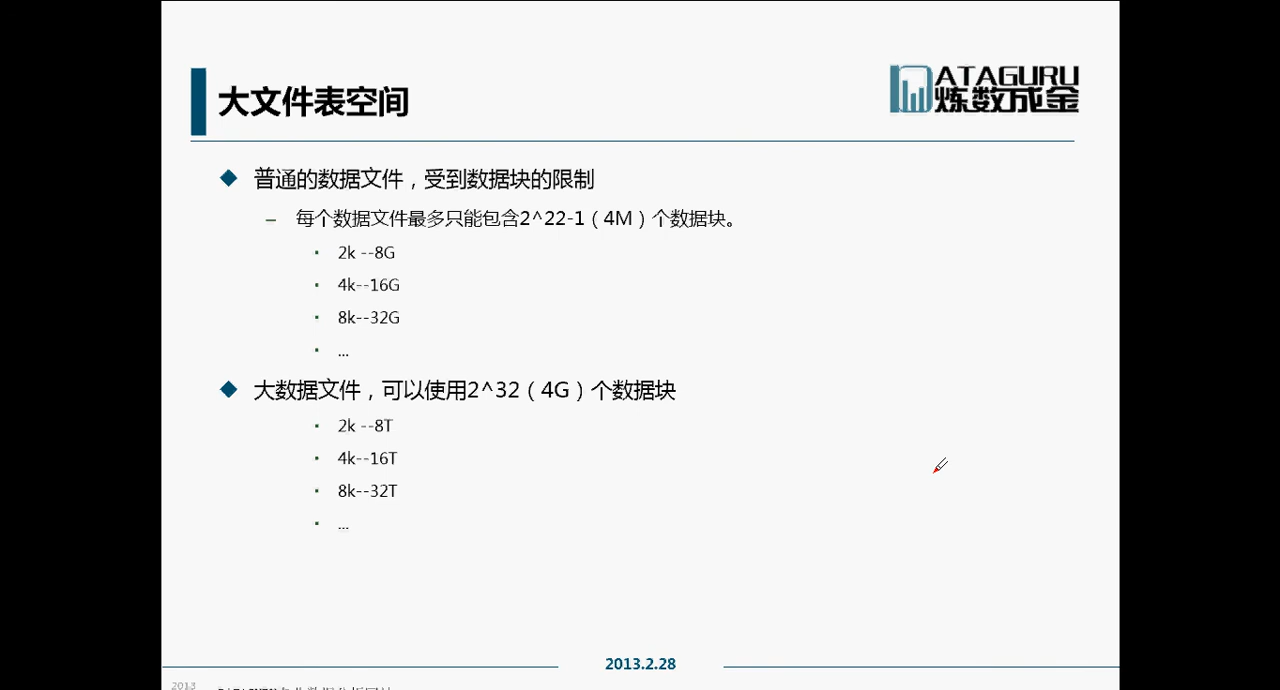 大文件表空间
ATAGURU
炼数成金
普通的数据文件，受到数据块的限制
– 每个数据文件最多只能包含2^22-1（4M）个数据块。
2k --8G
4k--16G
8k--32G
...
大数据文件，可以使用2^32（4G）个数据块
2k --8T
4k--16T
8k--32T
...
2013.2.28
2013